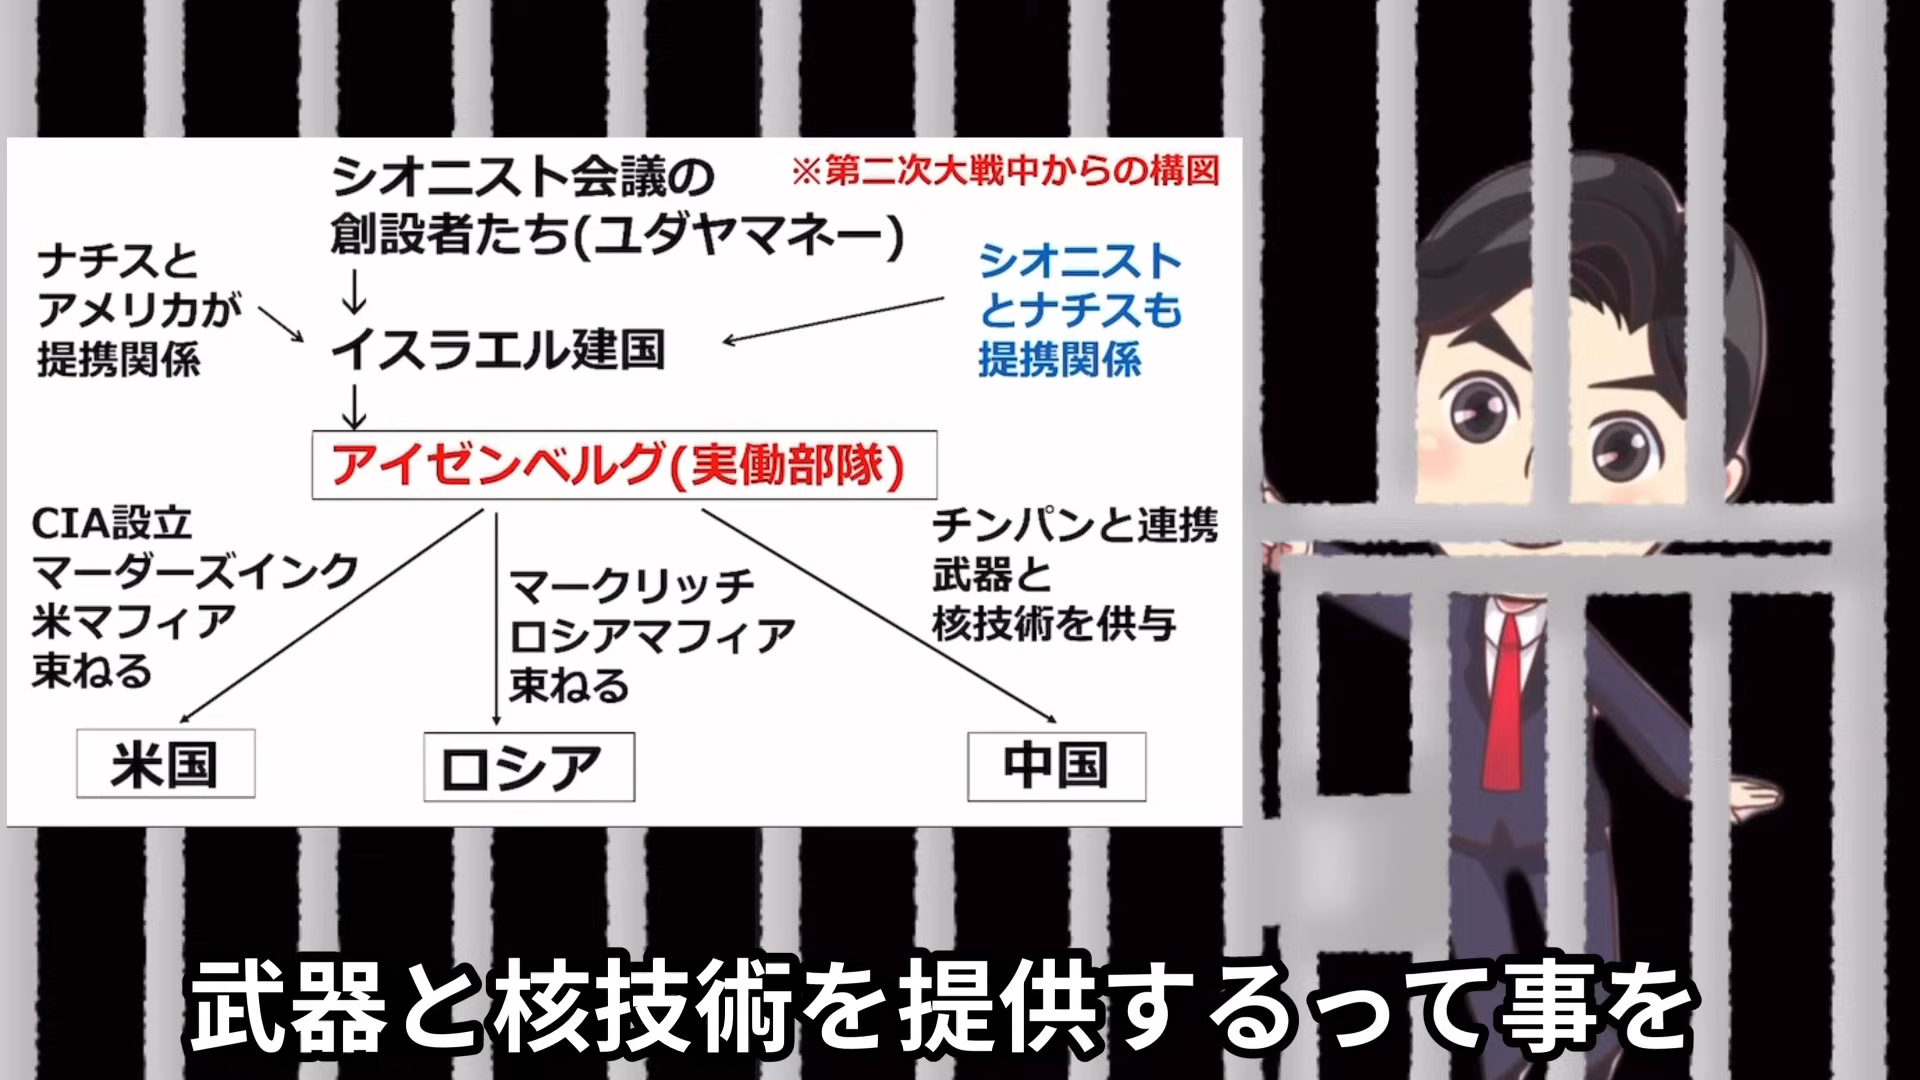 シオニスト会議の
創設者たち(ユダヤマネー)
※第二次大戦中からの構図
ナチスと
アメリカが
提携関係
シオニスト
とナチスも
提携関係
↓
イスラエル建国
↓
アイゼンベルグ(実働部隊)
CIA設立
マーダーズインク
米マフィア
束ねる
マークリッチ
ロシアマフィア
束ねる
チンパンと連携
武器と
核技術を供与
米国
ロシア
中国
武器と核技術を提供するって事を